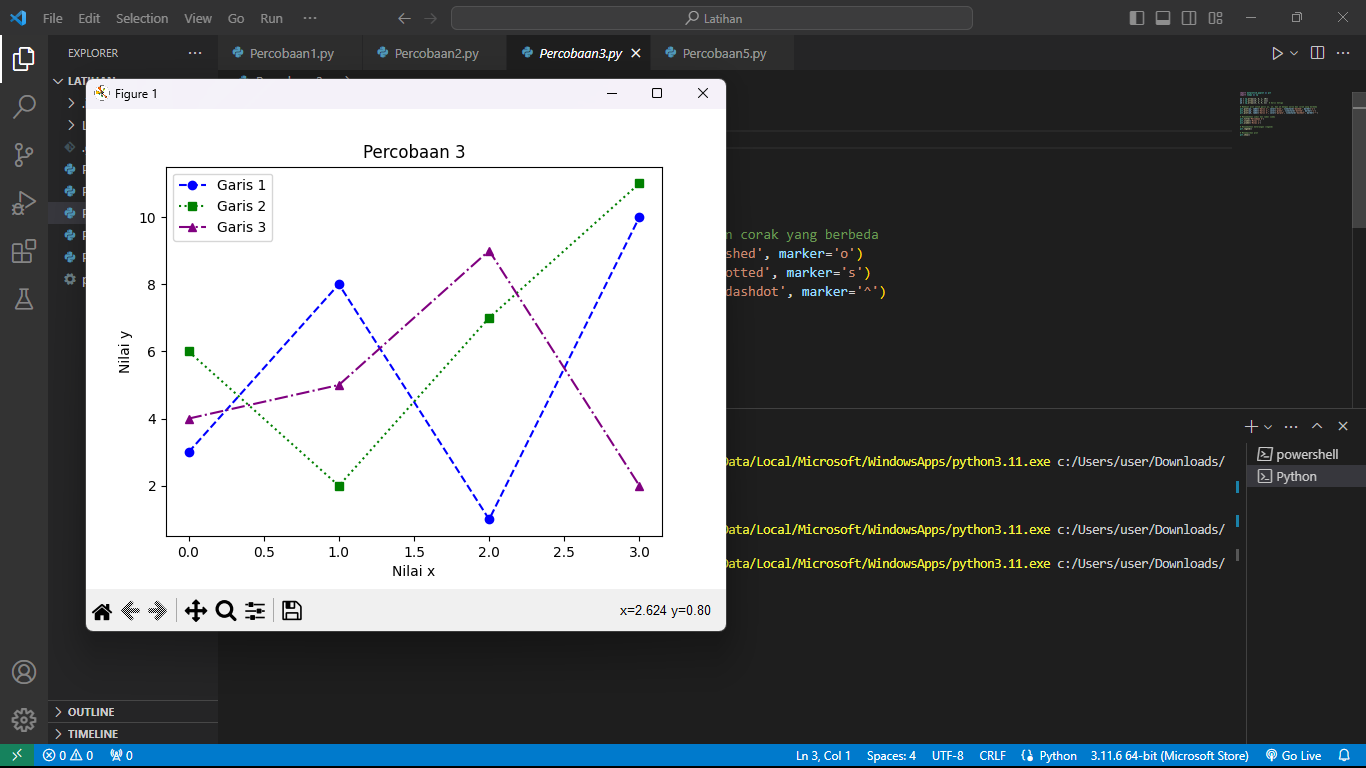 File Edit Selection View Go Run ···
Latihan
EXPLORER ···
Percobaan1.py
Percobaan2.py
Percobaan3.py
Percobaan5.py
Figure 1
Percobaan 3
Garis 1
Garis 2
Garis 3
Nilai y
10
8
6
4
2
0.0 0.5 1.0 1.5 2.0 2.5 3.0
Nilai x
x=2.624 y=0.80
corak yang berbeda
shed', marker='o')
otted', marker='s')
dashdot', marker='^')
Data/Local/Microsoft/WindowsApps/python3.11.exe c:/Users/user/Downloads/
Data/Local/Microsoft/WindowsApps/python3.11.exe c:/Users/user/Downloads/
Data/Local/Microsoft/WindowsApps/python3.11.exe c:/Users/user/Downloads/
powershell
Python
OUTLINE
TIMELINE
0 0 0
Ln 3, Col 1 Spaces: 4 UTF-8 CRLF Python 3.11.6 64-bit (Microsoft Store) Go Live